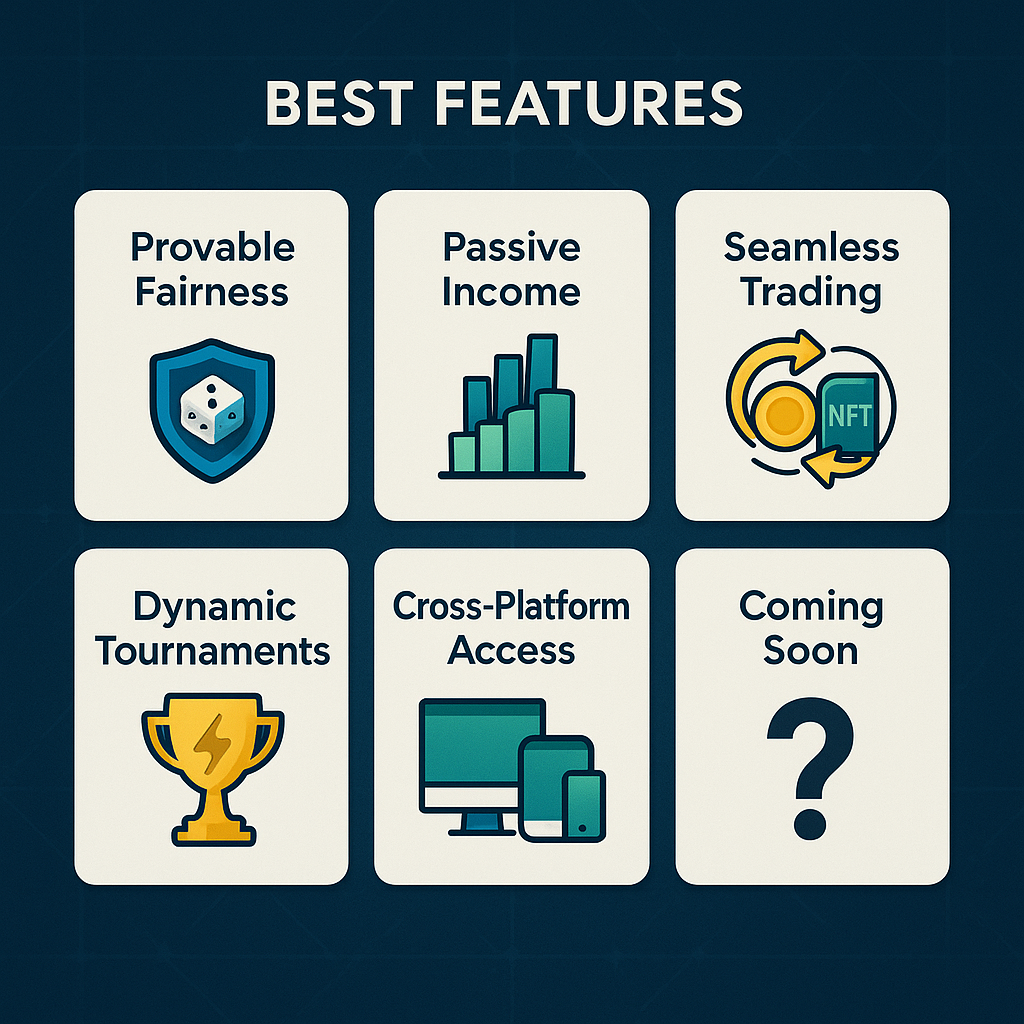 BEST FEATURES
Provable
Fairness
Passive
Income
Seamless
Trading
NFT
Dynamic
Tournaments
Cross-Platform
Access
Coming
Soon
?